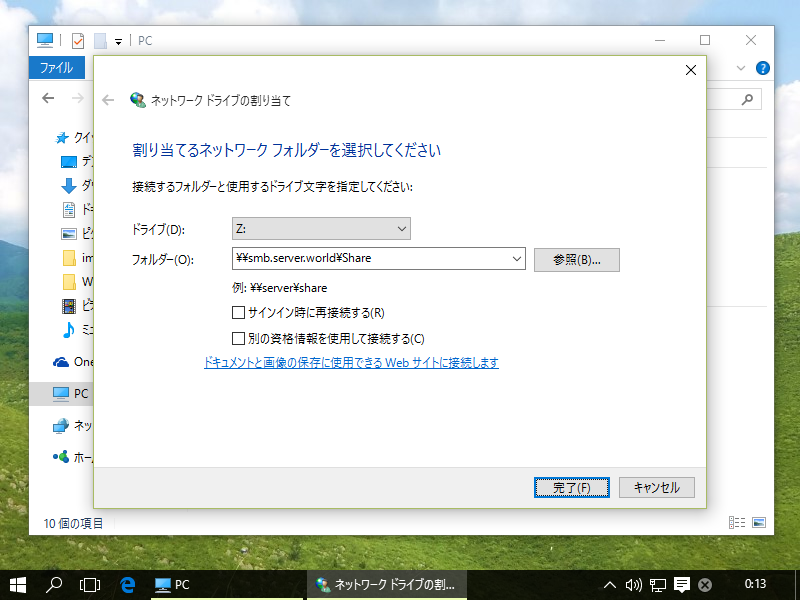 PC
ファイル
ネットワーク ドライブの割り当て
割り当てるネットワーク フォルダーを選択してください
接続するフォルダーと使用するドライブ文字を指定してください:
ドライブ(D): Z:
フォルダー(O): ¥¥smb.server.world¥Share 参照(B)...
例: ¥¥server¥share
サインイン時に再接続する(R)
別の資格情報を使用して接続する(C)
ドキュメントと画像の保存に使用できる Web サイトに接続します
完了(F) キャンセル
クイ
デ
ダ
ド
ピ
im
W
ビ
ミ
One
PC
ネッ
ホー
10 個の項目
PC ネットワーク ドライブの割... 0:13